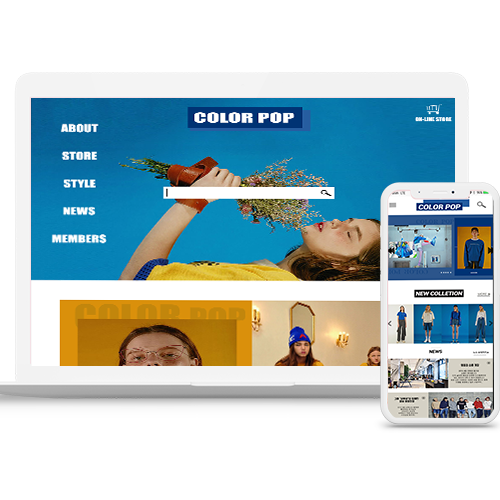 COLOR POP
ON-LINE STORE
ABOUT
STORE
STYLE
NEWS
MEMBERS
COLOR POP
COLOR POP
NEW COLLETION
NEWS